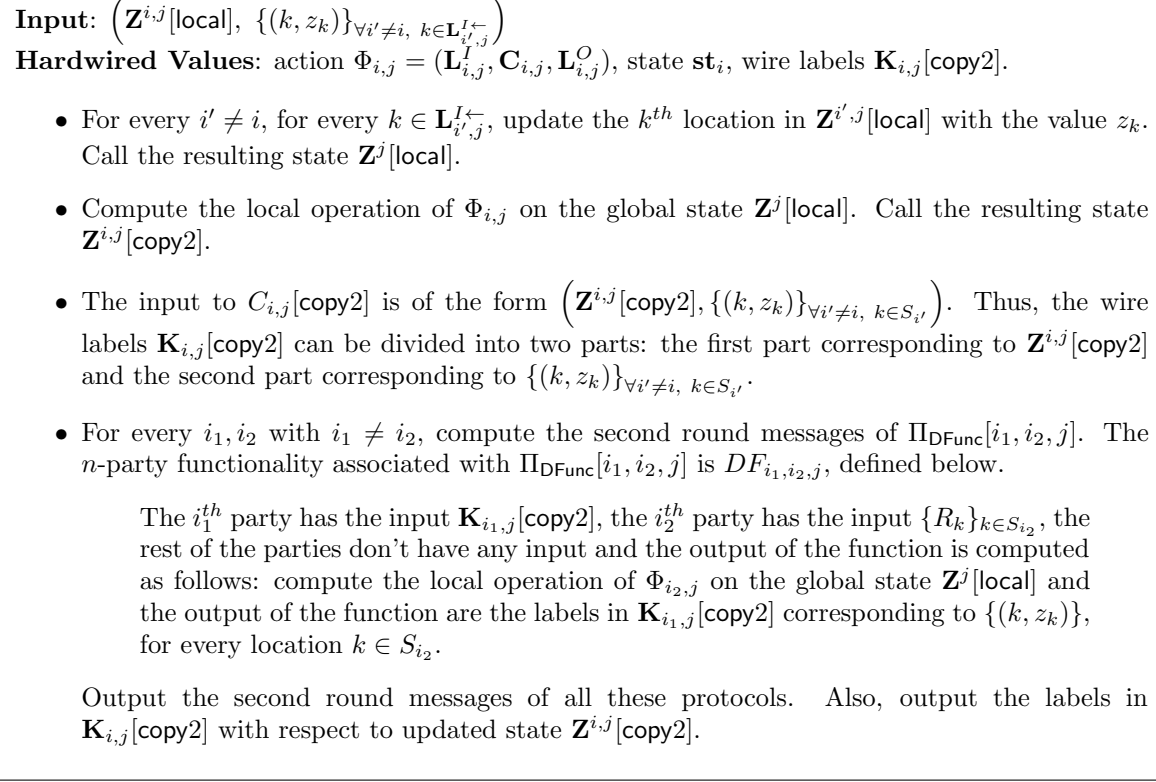 Input: (Z^{i,j}[local], {(k, z_k)}_{∀i'≠i, k∈L^{I←}_{i',j}})
Hardwired Values: action Φ_{i,j} = (L^I_{i,j}, C_{i,j}, L^O_{i,j}), state st_i, wire labels K_{i,j}[copy2].
• For every i' ≠ i, for every k ∈ L^{I←}_{i',j}, update the k^{th} location in Z^{i',j}[local] with the value z_k.
Call the resulting state Z^j[local].
• Compute the local operation of Φ_{i,j} on the global state Z^j[local]. Call the resulting state
Z^{i,j}[copy2].
• The input to C_{i,j}[copy2] is of the form (Z^{i,j}[copy2], {(k, z_k)}_{∀i'≠i, k∈S_{i'}}). Thus, the wire
labels K_{i,j}[copy2] can be divided into two parts: the first part corresponding to Z^{i,j}[copy2]
and the second part corresponding to {(k, z_k)}_{∀i'≠i, k∈S_{i'}}.
• For every i_1, i_2 with i_1 ≠ i_2, compute the second round messages of Π_{DFunc}[i_1, i_2, j]. The
n-party functionality associated with Π_{DFunc}[i_1, i_2, j] is DF_{i_1,i_2,j}, defined below.
The i_1^{th} party has the input K_{i_1,j}[copy2], the i_2^{th} party has the input {R_k}_{k∈S_{i_2}}, the
rest of the parties don't have any input and the output of the function is computed
as follows: compute the local operation of Φ_{i_2,j} on the global state Z^j[local] and
the output of the function are the labels in K_{i_1,j}[copy2] corresponding to {(k, z_k)},
for every location k ∈ S_{i_2}.
Output the second round messages of all these protocols. Also, output the labels in
K_{i,j}[copy2] with respect to updated state Z^{i,j}[copy2].